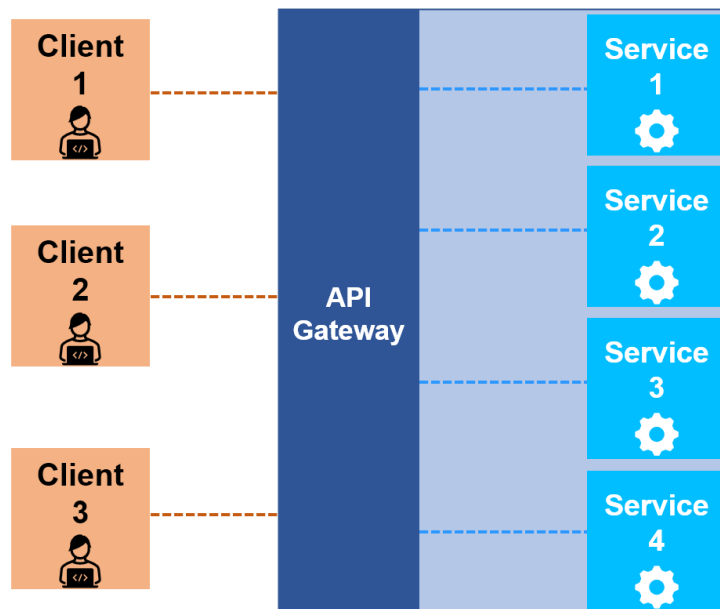 Client
1
</>
Client
2
</>
Client
3
</>
API
Gateway
Service
1
Service
2
Service
3
Service
4